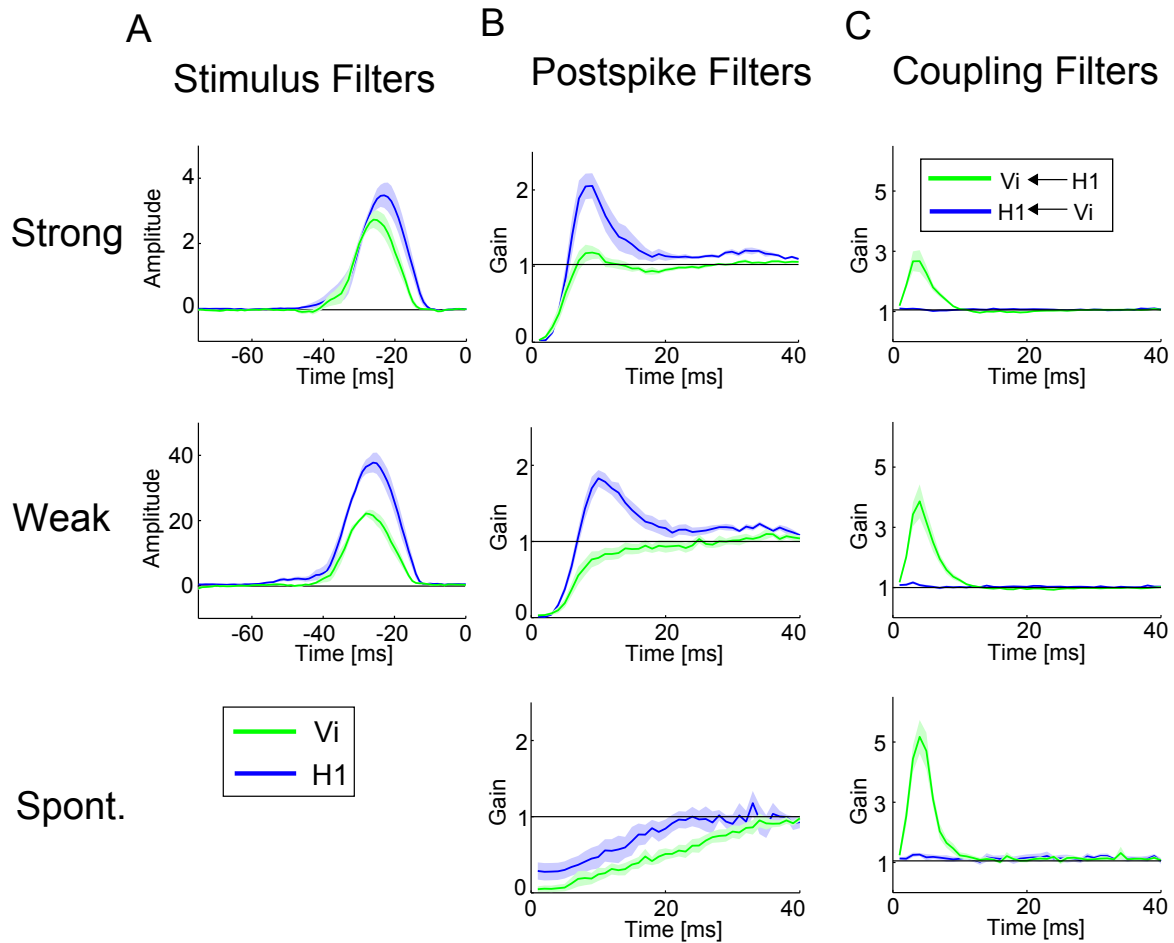 A
B
C
Stimulus Filters
Postspike Filters
Coupling Filters
Strong
Amplitude
4
2
0
-60
-40
-20
0
Time [ms]
Gain
2
1
0
0
20
40
Time [ms]
Gain
5
3
1
Vi ← H1
H1 ← Vi
0
20
40
Time [ms]
Weak
Amplitude
40
20
0
-60
-40
-20
0
Time [ms]
Gain
2
1
0
0
20
40
Time [ms]
Gain
5
3
1
0
20
40
Time [ms]
Spont.
Vi
H1
Gain
2
1
0
0
20
40
Time [ms]
Gain
5
3
1
0
20
40
Time [ms]